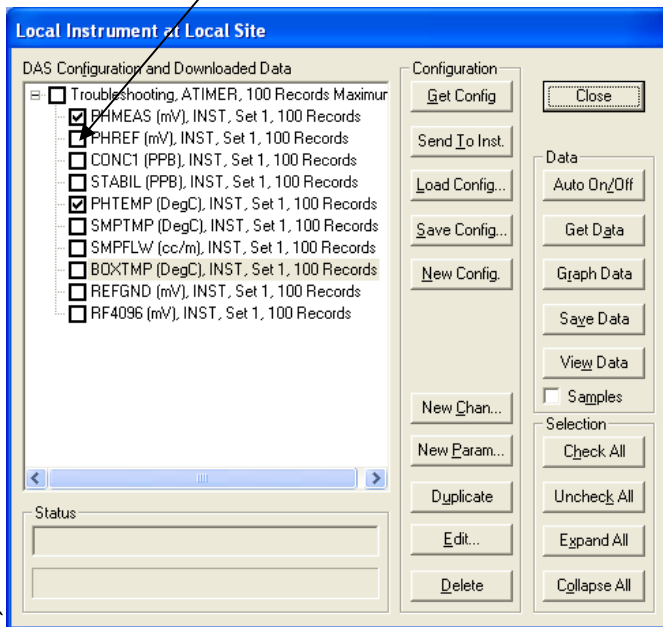 Local Instrument at Local Site
DAS Configuration and Downloaded Data
Troubleshooting, ATIMER, 100 Records Maximur
PHMEAS (mV), INST, Set 1, 100 Records
PHREF (mV), INST, Set 1, 100 Records
CONC1 (PPB), INST, Set 1, 100 Records
STABIL (PPB), INST, Set 1, 100 Records
PHTEMP (DegC), INST, Set 1, 100 Records
SMPTMP (DegC), INST, Set 1, 100 Records
SMPFLW (cc/m), INST, Set 1, 100 Records
BOXTMP (DegC), INST, Set 1, 100 Records
REFGND (mV), INST, Set 1, 100 Records
RF4096 (mV), INST, Set 1, 100 Records
Status
Configuration
Get Config
Send To Inst.
Load Config...
Save Config...
New Config.
New Chan...
New Param...
Duplicate
Edit...
Delete
Close
Data
Auto On/Off
Get Data
Graph Data
Save Data
View Data
Samples
Selection
Check All
Uncheck All
Expand All
Collapse All